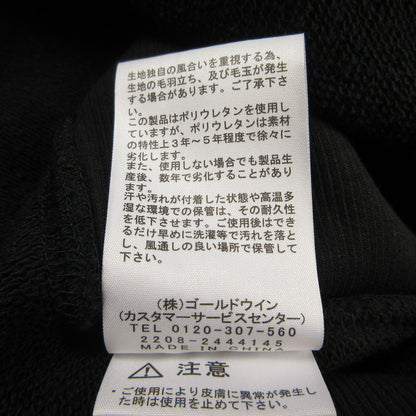 生地独自の風合いを重視する為、
生地の毛羽立ち、及び毛玉が発生
する場合があります。ご了承下
さい。
この製品はポリウレタンを使用し
ていますが、ポリウレタンは素材
の特性上3年～5年程度で徐々に
劣化します。
また、使用しない場合でも製品生
産後、数年で劣化することがあり
ます。
汗や汚れが付着した状態や高温多
湿な環境での保管は、その耐久性
を低下させます。ご使用後はでき
るだけ早めに洗濯等で汚れを落と
し、風通しの良い場所で保管して
下さい。
(株)ゴールドウイン
(カスタマーサービスセンター)
TEL 0120-307-560
2208-2444145
MADE IN CHINA
⚠ 注意
・ご使用により皮膚に異常が発生し
た時は使用を止めて下さい。